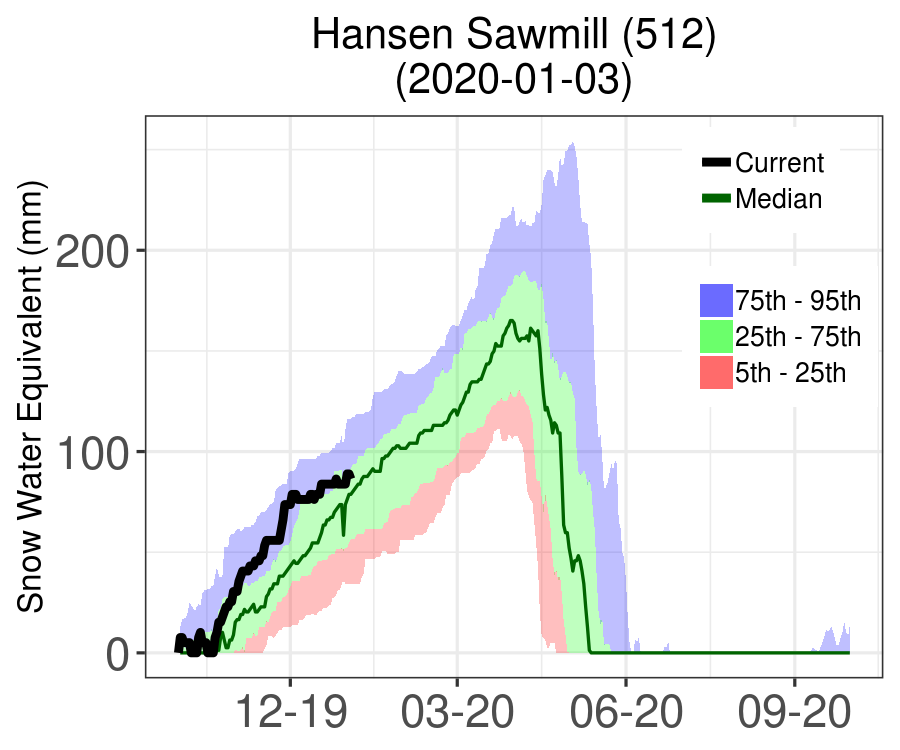 Hansen Sawmill (512)
(2020-01-03)
Snow Water Equivalent (mm)
200
100
0
Current
Median
75th - 95th
25th - 75th
5th - 25th
12-19 03-20 06-20 09-20